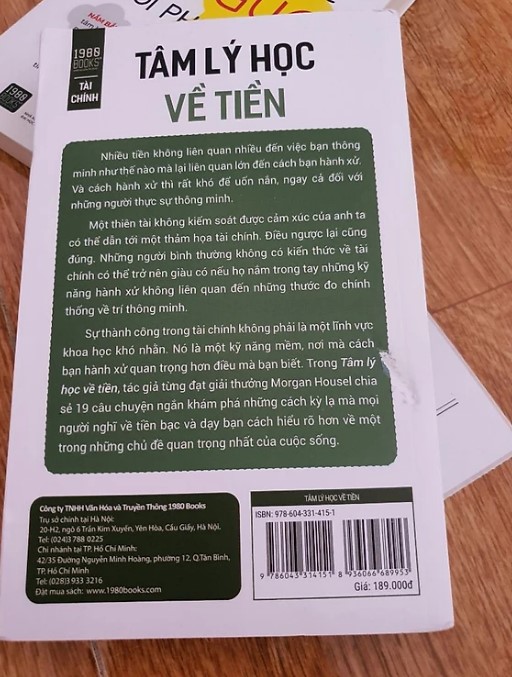 NẮM BẮ
GUO
1980
BOOKS
1980
BOOKS
TÀI
CHÍNH
TÂM LÝ HỌC
VỀ TIỀN
Nhiều tiền không liên quan nhiều đến việc bạn thông
minh như thế nào mà lại liên quan lớn đến cách bạn hành xử.
Và cách hành xử thì rất khó để uốn nắn, ngay cả đối với
những người thực sự thông minh.
Một thiên tài không kiểm soát được cảm xúc của anh ta
có thể dẫn tới một thảm họa tài chính. Điều ngược lại cũng
đúng. Những người bình thường không có kiến thức về tài
chính có thể trở nên giàu có nếu họ nắm trong tay những kỹ
năng hành xử không liên quan đến những thước đo chính
thống về trí thông minh.
Sự thành công trong tài chính không phải là một lĩnh vực
khoa học khó nhằn. Nó là một kỹ năng mềm, nơi mà cách
bạn hành xử quan trọng hơn điều mà bạn biết. Trong Tâm lý
học về tiền, tác giả từng đạt giải thưởng Morgan Housel chia
sẻ 19 câu chuyện ngắn khám phá những cách kỳ lạ mà mọi
người nghĩ về tiền bạc và dạy bạn cách hiểu rõ hơn về một
trong những chủ đề quan trọng nhất của cuộc sống.
Công ty TNHH Văn Hóa và Truyền Thông 1980 Books
Trụ sở chính tại Hà Nội:
20-H2, ngõ 6 Trần Kim Xuyến, Yên Hòa, Cầu Giấy, Hà Nội.
Tel: (024)3 788 0225
Chi nhánh tại TP. Hồ Chí Minh:
42/35 Đường Nguyễn Minh Hoàng, phường 12, Q.Tân Bình,
TP. Hồ Chí Minh
Tel: (028)3 933 3216
Đặt mua sách: www.1980books.com
TÂM LÝ HỌC VỀ TIỀN
ISBN: 978-604-331-415-1
9 786043 314151 8 936066 689953
Giá: 189.000đ